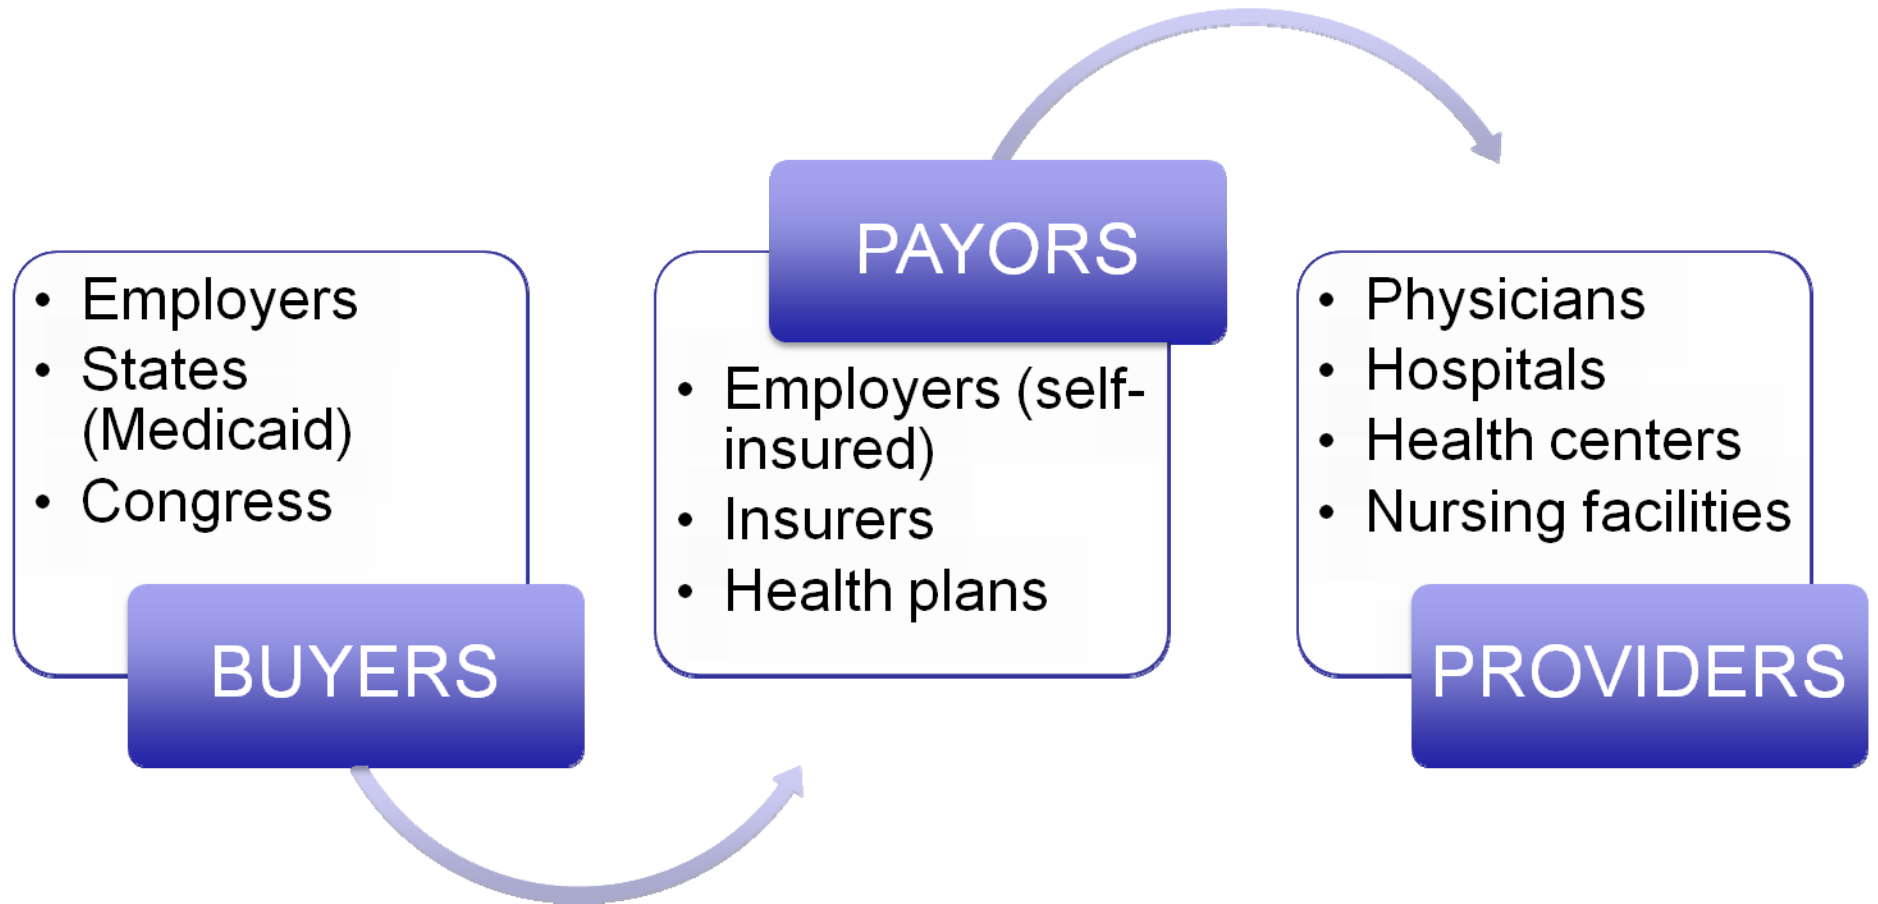 • Employers
• States
(Medicaid)
• Congress
BUYERS
PAYORS
• Employers (self-
insured)
• Insurers
• Health plans
• Physicians
• Hospitals
• Health centers
• Nursing facilities
PROVIDERS